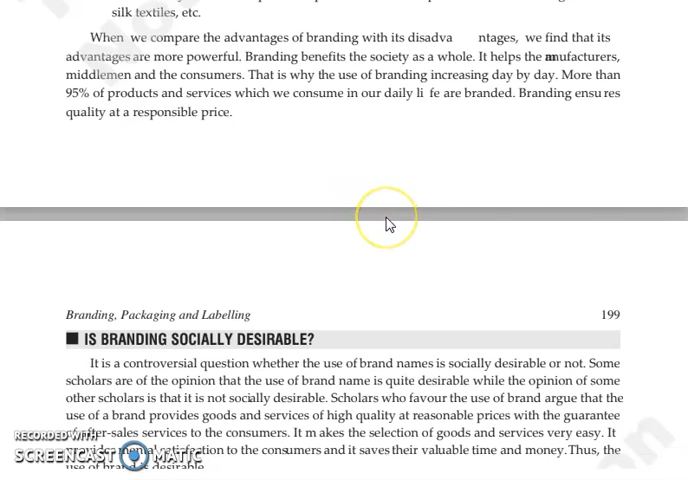 silk textiles, etc.
When we compare the advantages of branding with its disadva ntages, we find that its
advantages are more powerful. Branding benefits the society as a whole. It helps the manufacturers,
middlemen and the consumers. That is why the use of branding increasing day by day. More than
95% of products and services which we consume in our daily li fe are branded. Branding ensu res
quality at a responsible price.
Branding, Packaging and Labelling 199
IS BRANDING SOCIALLY DESIRABLE?
It is a controversial question whether the use of brand names is socially desirable or not. Some
scholars are of the opinion that the use of brand name is quite desirable while the opinion of some
other scholars is that it is not socially desirable. Scholars who favour the use of brand argue that the
use of a brand provides goods and services of high quality at reasonable prices with the guarantee
after-sales services to the consumers. It m akes the selection of goods and services very easy. It
provides mental satisfaction to the consumers and it saves their valuable time and money. Thus, the
use of brand is desirable
RECORDED WITH
SCREENCAST MATIC